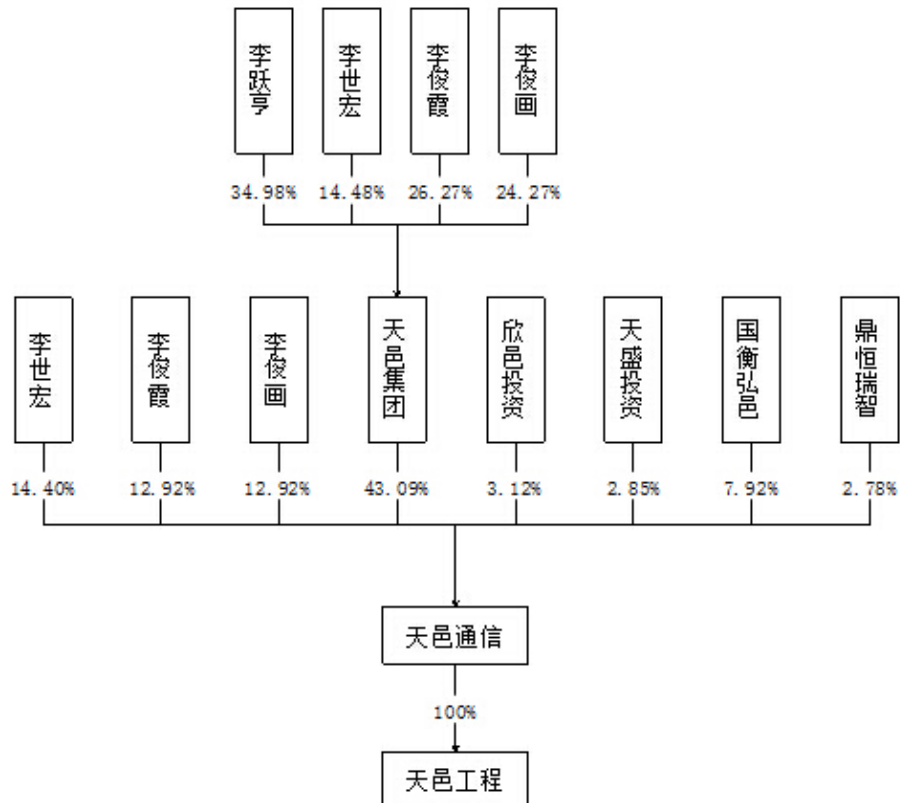 李跃亨
李世宏
李俊霞
李俊画
34.98%
14.48%
26.27%
24.27%
李世宏
李俊霞
李俊画
天邑集团
欣邑投资
天盛投资
国衡弘邑
鼎恒瑞智
14.40%
12.92%
12.92%
43.09%
3.12%
2.85%
7.92%
2.78%
天邑通信
100%
天邑工程